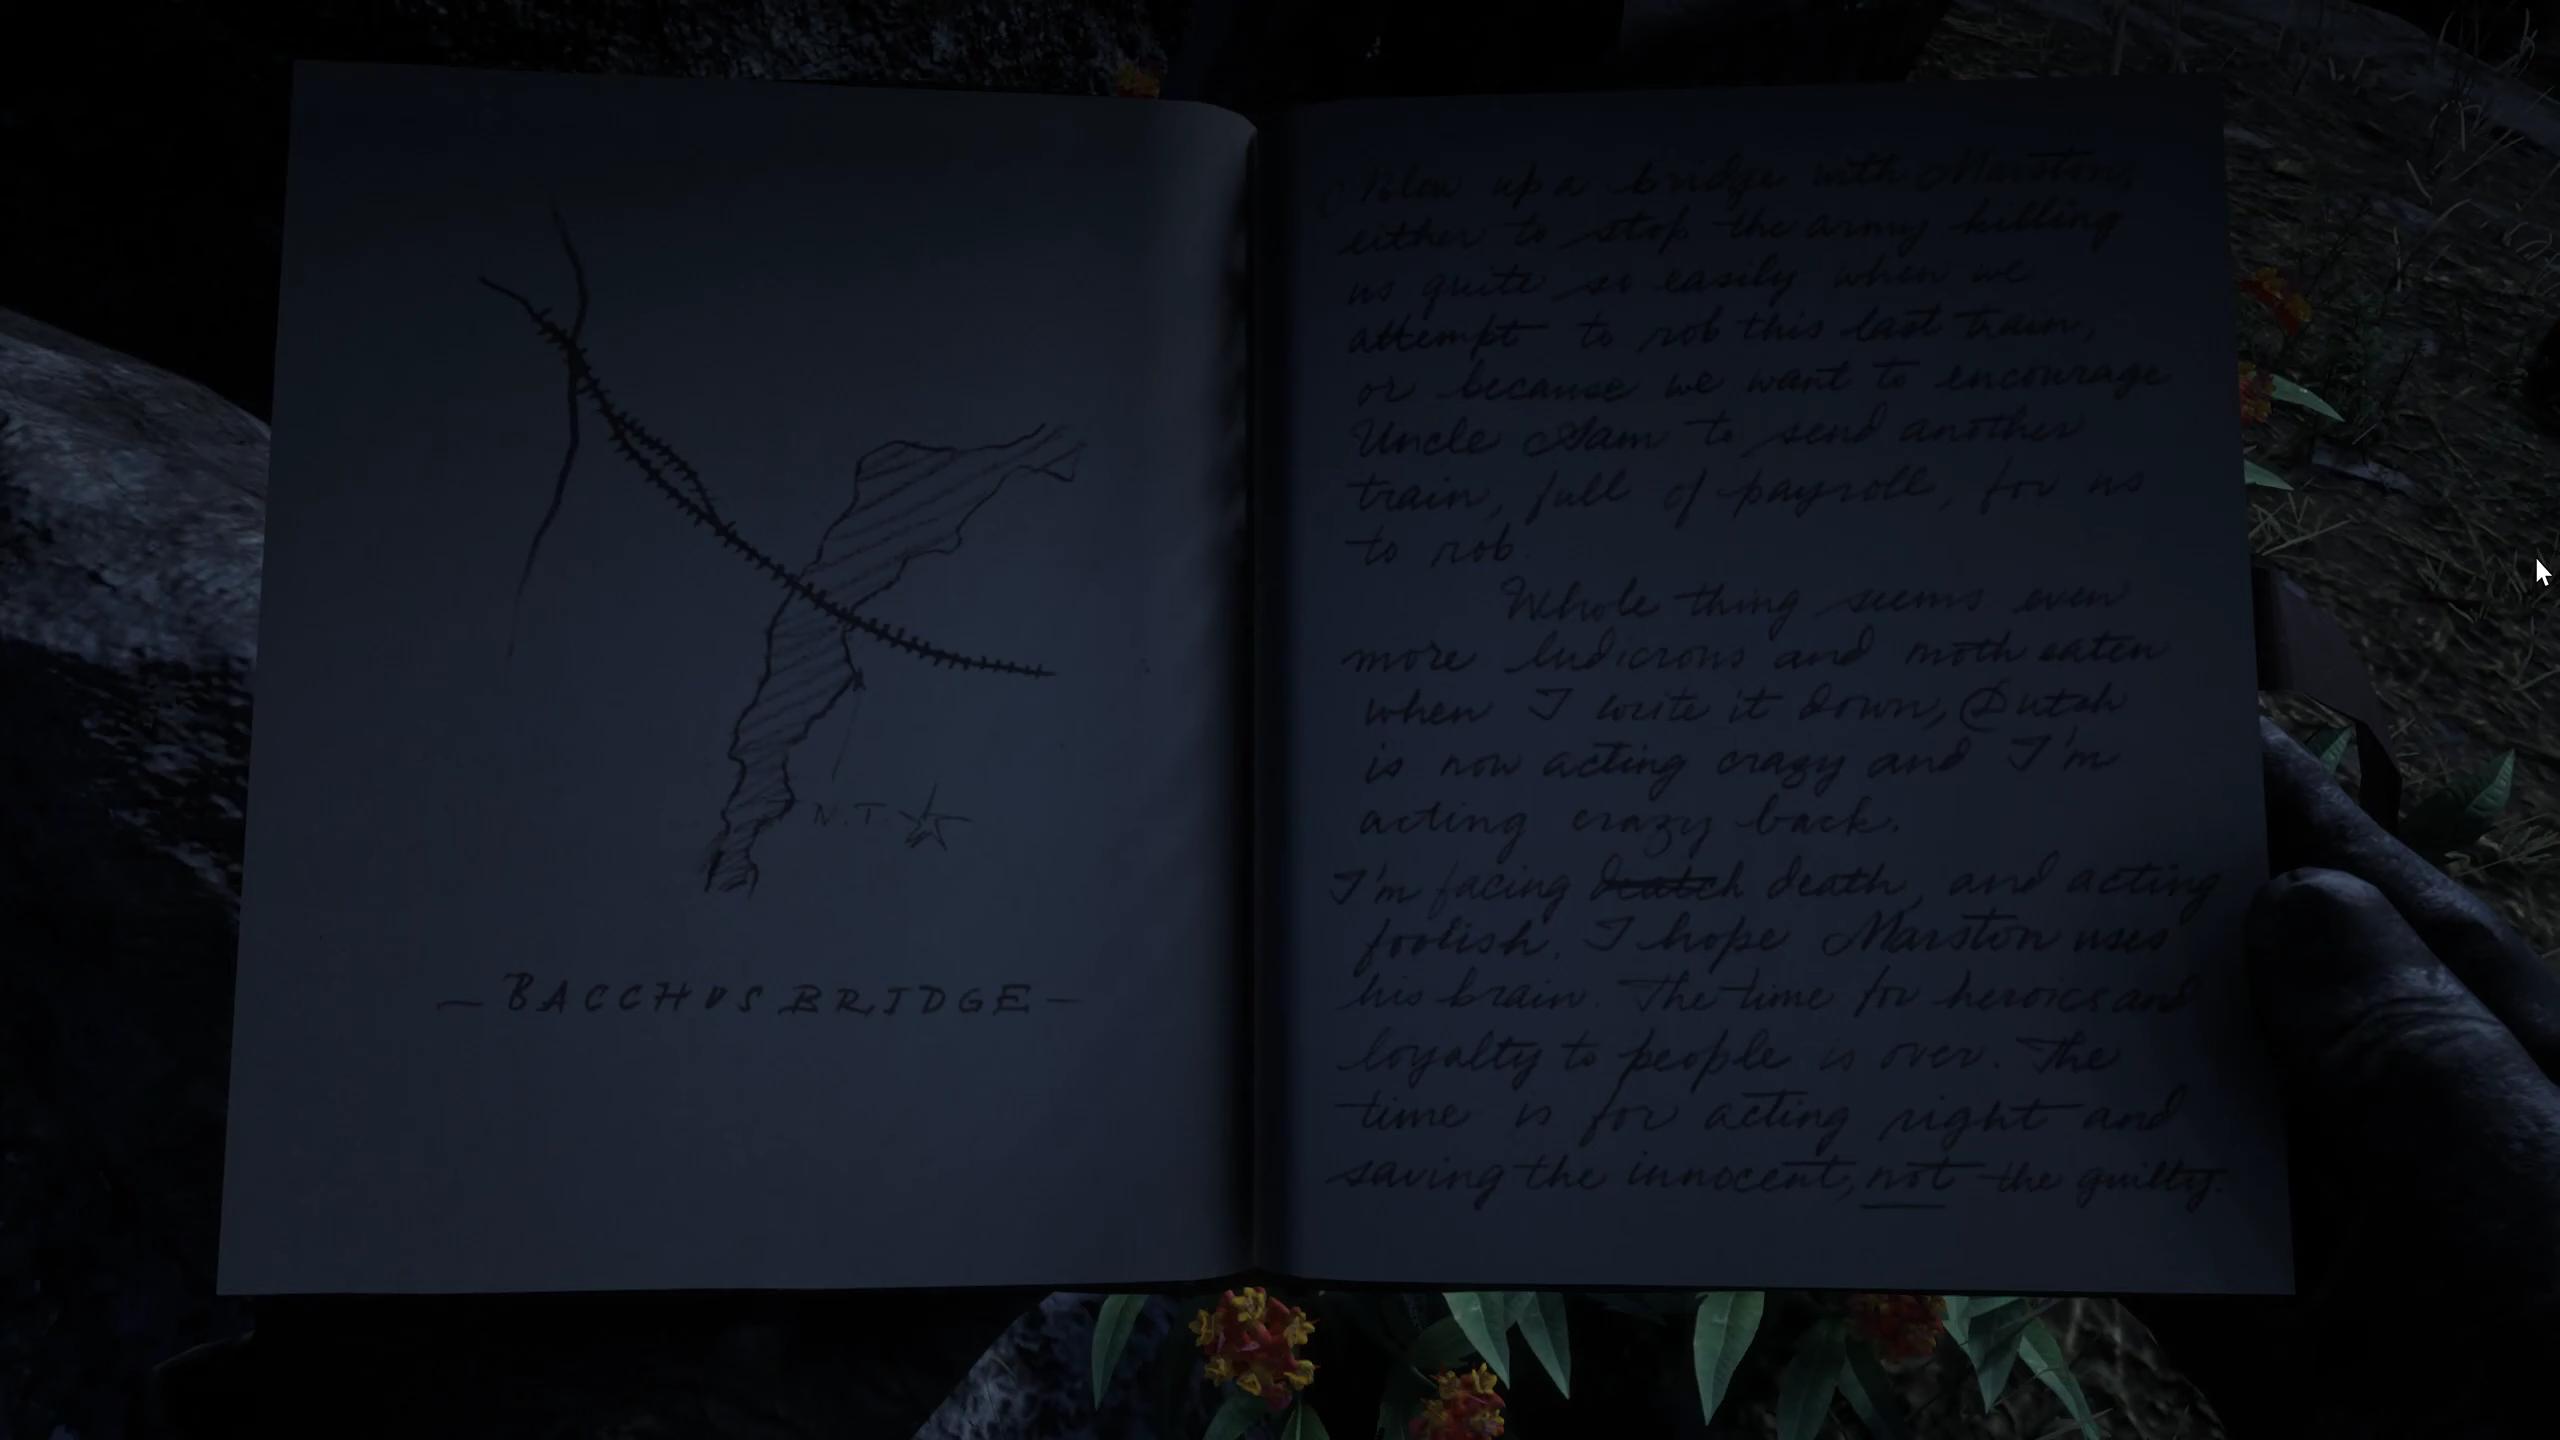 N.T.
— BACCHUS BRIDGE —
Blew up a bridge with Marston,
either to stop the army killing
us quite so easily when we
attempt to rob this last train,
or because we want to encourage
Uncle Sam to send another
train, full of payroll, for us
to rob.
Whole thing seems even
more ludicrous and moth eaten
when I write it down, Dutch
is now acting crazy and I'm
acting crazy back.
I'm facing death, and acting
foolish. I hope Marston uses
his brain. The time for heroics and
loyalty to people is over. The
time is for acting right and
saving the innocent, not the guilty.